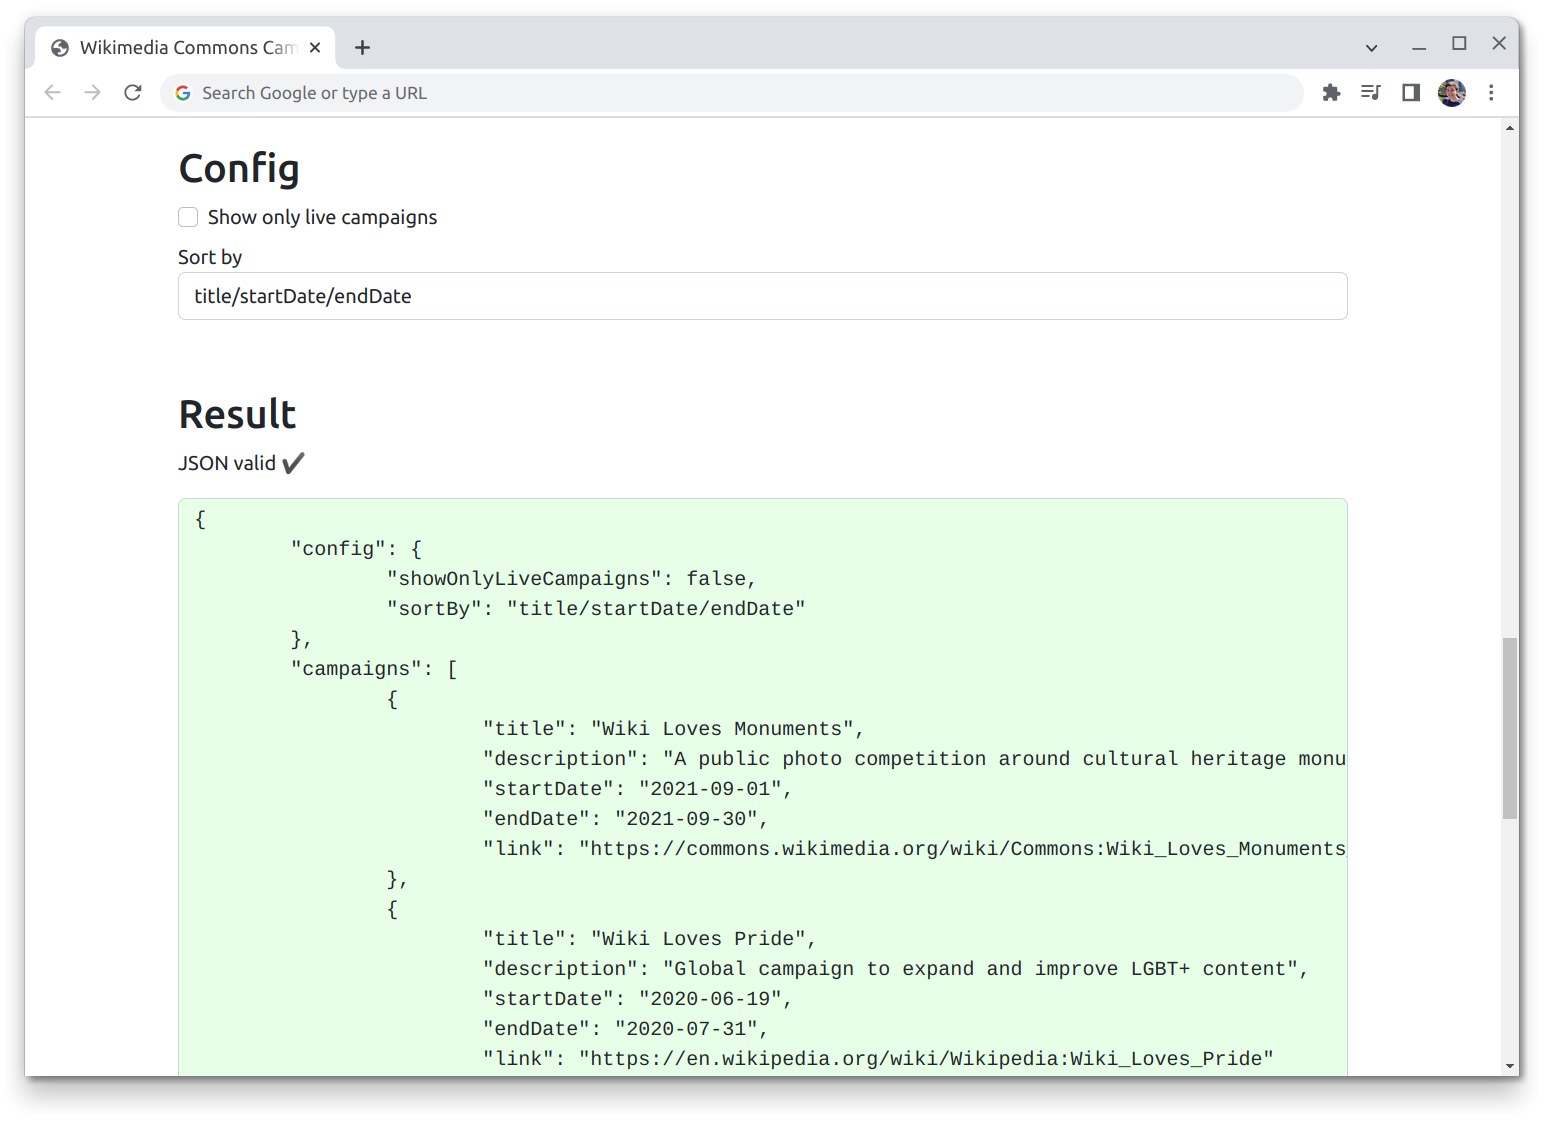 Wikimedia Commons Cam
Search Google or type a URL
Config
Show only live campaigns
Sort by
title/startDate/endDate
Result
JSON valid ✔
{
"config": {
"showOnlyLiveCampaigns": false,
"sortBy": "title/startDate/endDate"
},
"campaigns": [
{
"title": "Wiki Loves Monuments",
"description": "A public photo competition around cultural heritage monu
"startDate": "2021-09-01",
"endDate": "2021-09-30",
"link": "https://commons.wikimedia.org/wiki/Commons:Wiki_Loves_Monuments_
},
{
"title": "Wiki Loves Pride",
"description": "Global campaign to expand and improve LGBT+ content",
"startDate": "2020-06-19",
"endDate": "2020-07-31",
"link": "https://en.wikipedia.org/wiki/Wikipedia:Wiki_Loves_Pride"